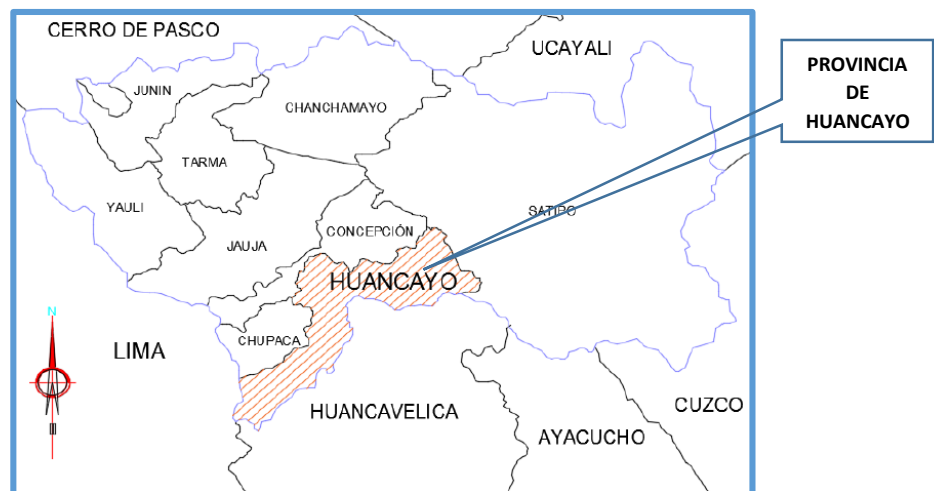 CERRO DE PASCO
UCAYALI
PROVINCIA
DE
HUANCAYO
JUNIN
CHANCHAMAYO
TARMA
YAULI
SATIPO
CONCEPCIÓN
JAUJA
HUANCAYO
N
CHUPACA
LIMA
HUANCAVELICA
CUZCO
AYACUCHO